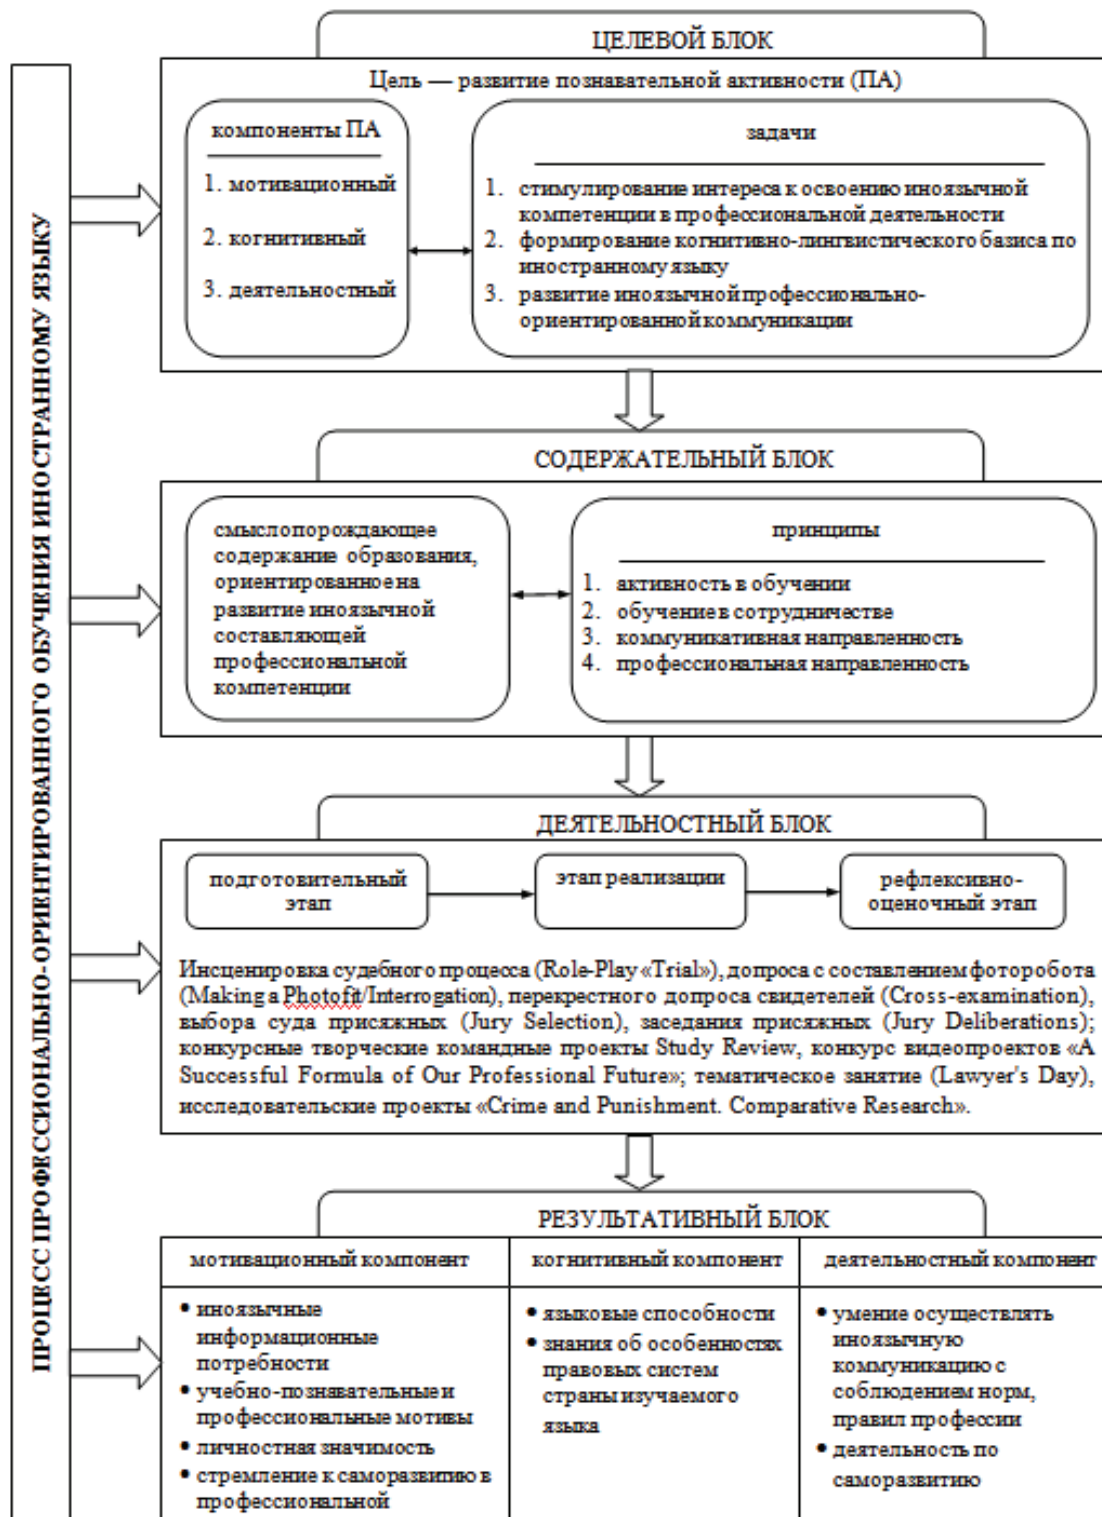 ПРОЦЕСС ПРОФЕССИОНАЛЬНО-ОРИЕНТИРОВАННОГО ОБУЧЕНИЯ ИНОСТРАННОМУ ЯЗЫКУ
ЦЕЛЕВОЙ БЛОК
Цель — развитие познавательной активности (ПА)
компоненты ПА
1. мотивационный
2. когнитивный
3. деятельностный
задачи
1. стимулирование интереса к освоению иноязычной
компетенции в профессиональной деятельности
2. формирование когнитивно-лингвистического базиса по
иностранному языку
3. развитие иноязычной профессионально-
ориентированной коммуникации
СОДЕРЖАТЕЛЬНЫЙ БЛОК
смыслопорождающее
содержание образования,
ориентированное на
развитие иноязычной
составляющей
профессиональной
компетенции
принципы
1. активность в обучении
2. обучение в сотрудничестве
3. коммуникативная направленность
4. профессиональная направленность
ДЕЯТЕЛЬНОСТНЫЙ БЛОК
подготовительный
этап
этап реализации
рефлексивно-
оценочный этап
Инсценировка судебного процесса (Role-Play «Trial»), допроса с составлением фоторобота
(Making a Photofit/Interrogation), перекрестного допроса свидетелей (Cross-examination),
выбора суда присяжных (Jury Selection), заседания присяжных (Jury Deliberations);
конкурсные творческие командные проекты Study Review, конкурс видеопроектов «A
Successful Formula of Our Professional Future»; тематическое занятие (Lawyer's Day),
исследовательские проекты «Crime and Punishment. Comparative Research».
РЕЗУЛЬТАТИВНЫЙ БЛОК
мотивационный компонент
• иноязычные
информационные
потребности
• учебно-познавательные и
профессиональные мотивы
• личностная значимость
• стремление к саморазвитию в
профессиональной
когнитивный компонент
• языковые способности
• знания об особенностях
правовых систем
страны изучаемого
языка
деятельностный компонент
• умение осуществлять
иноязычную
коммуникацию с
соблюдением норм,
правил профессии
• деятельность по
саморазвитию